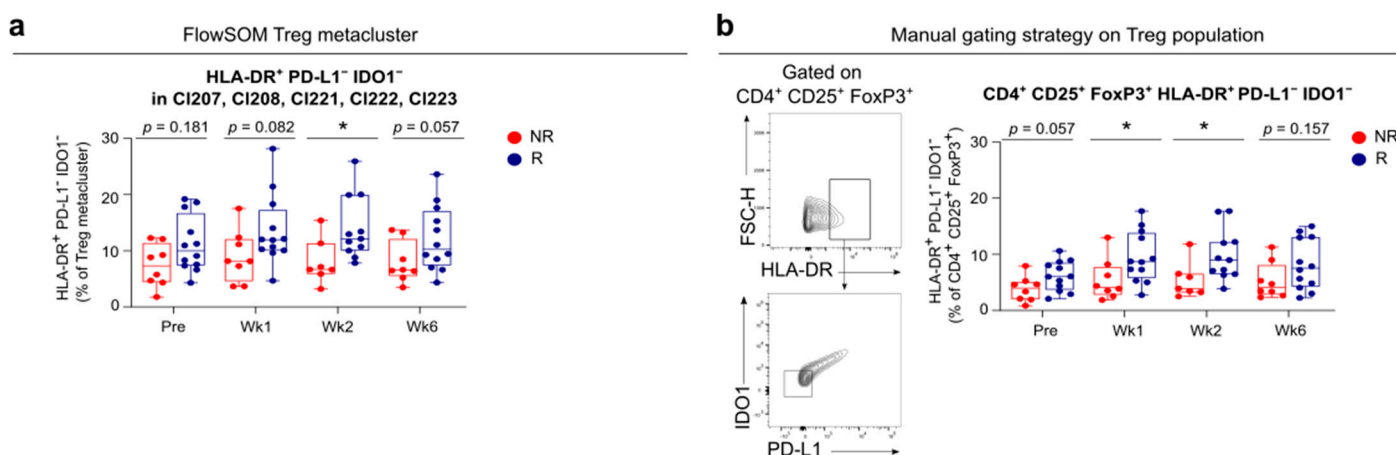 a
FlowSOM Treg metacluster
HLA-DR⁺ PD-L1⁻ IDO1⁻
in Cl207, Cl208, Cl221, Cl222, Cl223
p = 0.181
p = 0.082
*
p = 0.057
HLA-DR⁺ PD-L1⁻ IDO1⁻
(% of Treg metacluster)
30
20
10
0
Pre
Wk1
Wk2
Wk6
NR
R
b
Manual gating strategy on Treg population
Gated on
CD4⁺ CD25⁺ FoxP3⁺
FSC-H
HLA-DR
IDO1
PD-L1
CD4⁺ CD25⁺ FoxP3⁺ HLA-DR⁺ PD-L1⁻ IDO1⁻
p = 0.057
*
*
p = 0.157
HLA-DR⁺ PD-L1⁻ IDO1⁻
(% of CD4⁺ CD25⁺ FoxP3⁺)
30
20
10
0
Pre
Wk1
Wk2
Wk6
NR
R